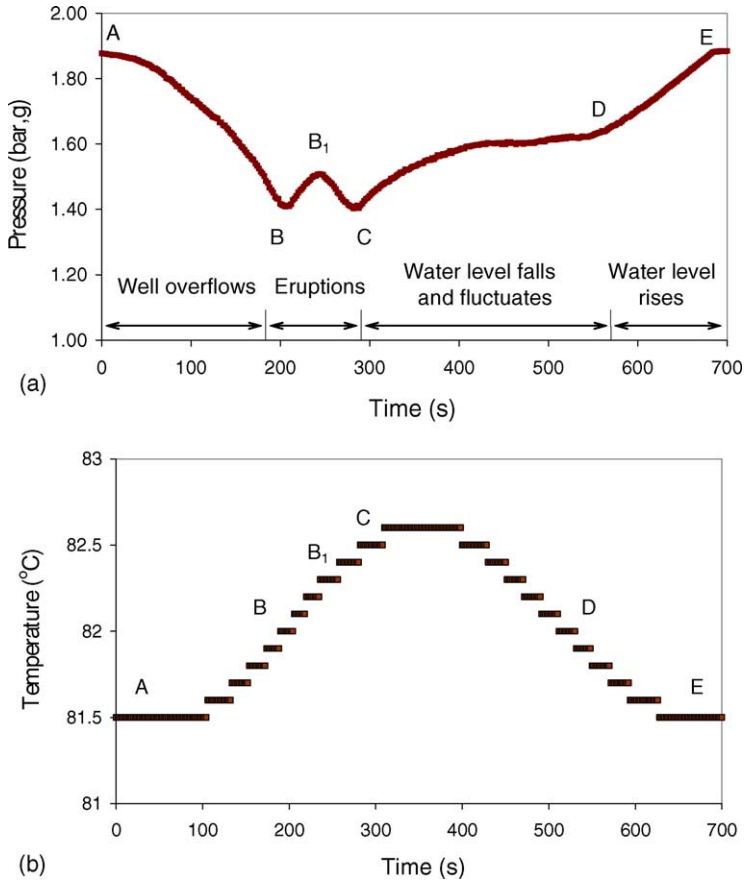 2.00
A
E
1.80
D
B1
1.60
1.40
B
C
1.20
Well overflows
Eruptions
Water level falls
and fluctuates
Water level
rises
1.00
Pressure (bar,g)
0 100 200 300 400 500 600 700
(a)
Time (s)
83
C
82.5
B1
B
D
82
A
E
81.5
81
Temperature (°C)
0 100 200 300 400 500 600 700
(b)
Time (s)